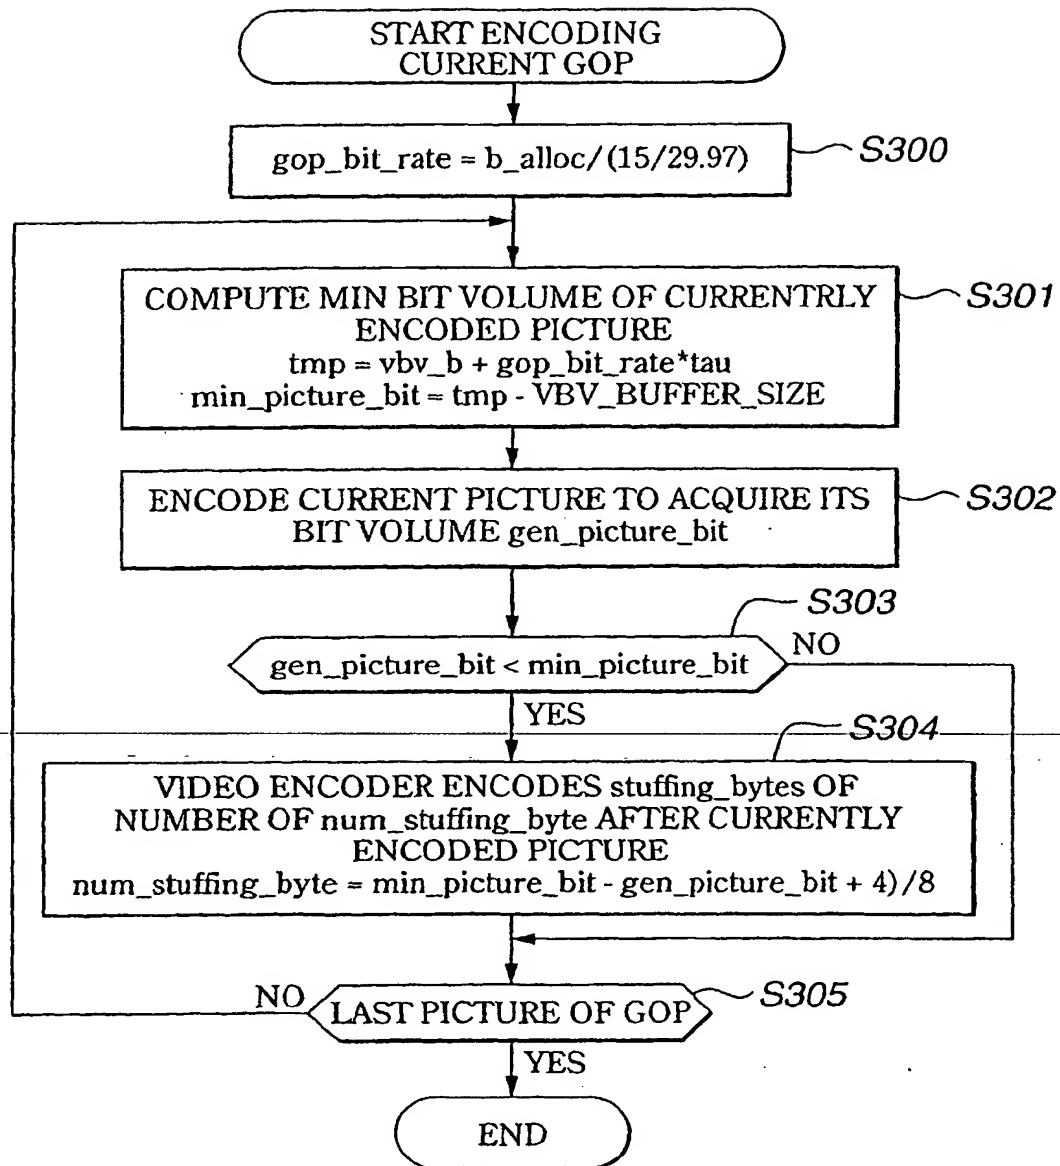 START ENCODING
CURRENT GOP
gop_bit_rate = b_alloc/(15/29.97)
S300
COMPUTE MIN BIT VOLUME OF CURRENTRLY
ENCODED PICTURE
tmp = vbv_b + gop_bit_rate*tau
min_picture_bit = tmp - VBV_BUFFER_SIZE
S301
ENCODE CURRENT PICTURE TO ACQUIRE ITS
BIT VOLUME gen_picture_bit
S302
S303
gen_picture_bit < min_picture_bit
NO
YES
S304
VIDEO ENCODER ENCODES stuffing_bytes OF
NUMBER OF num_stuffing_byte AFTER CURRENTLY
ENCODED PICTURE
num_stuffing_byte = min_picture_bit - gen_picture_bit + 4)/8
NO
LAST PICTURE OF GOP
S305
YES
END